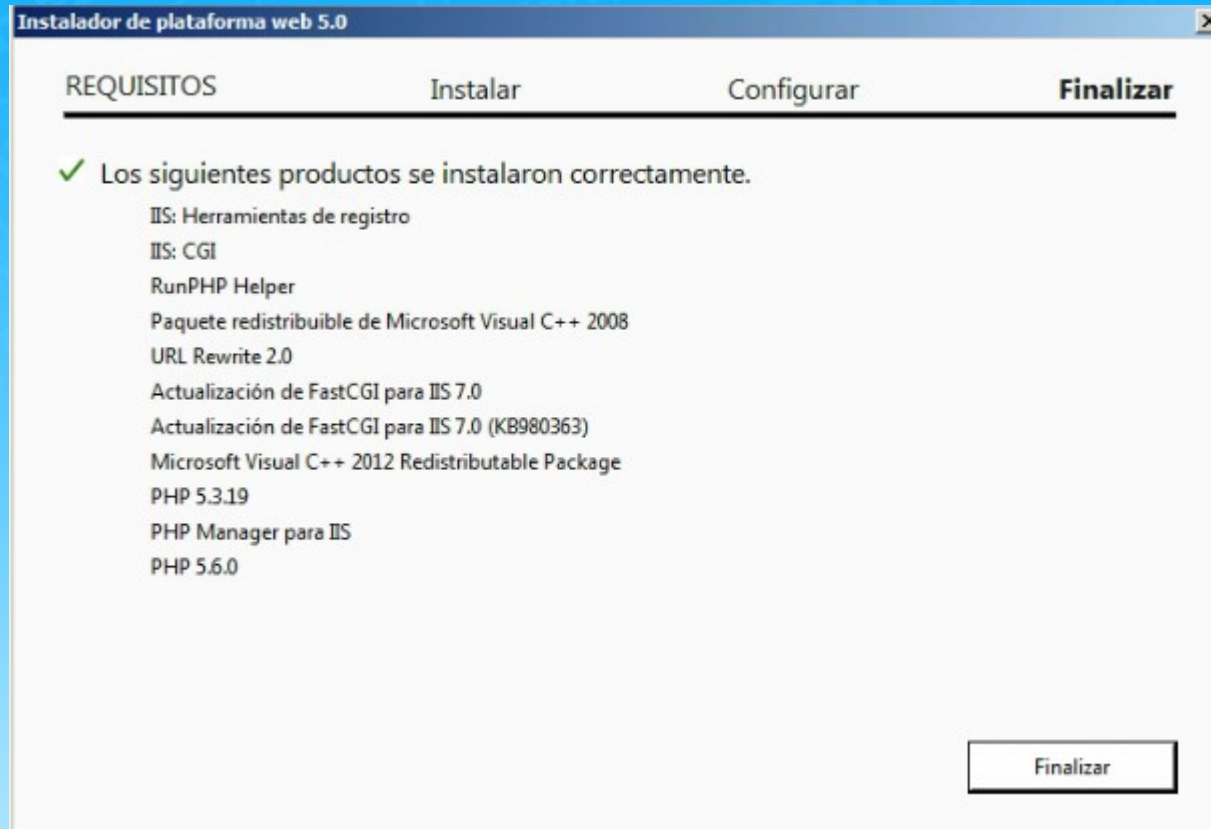 Instalador de plataforma web 5.0
REQUISITOS Instalar Configurar Finalizar
Los siguientes productos se instalaron correctamente.
IIS: Herramientas de registro
IIS: CGI
RunPHP Helper
Paquete redistribuible de Microsoft Visual C++ 2008
URL Rewrite 2.0
Actualización de FastCGI para IIS 7.0
Actualización de FastCGI para IIS 7.0 (KB980363)
Microsoft Visual C++ 2012 Redistributable Package
PHP 5.3.19
PHP Manager para IIS
PHP 5.6.0
Finalizar